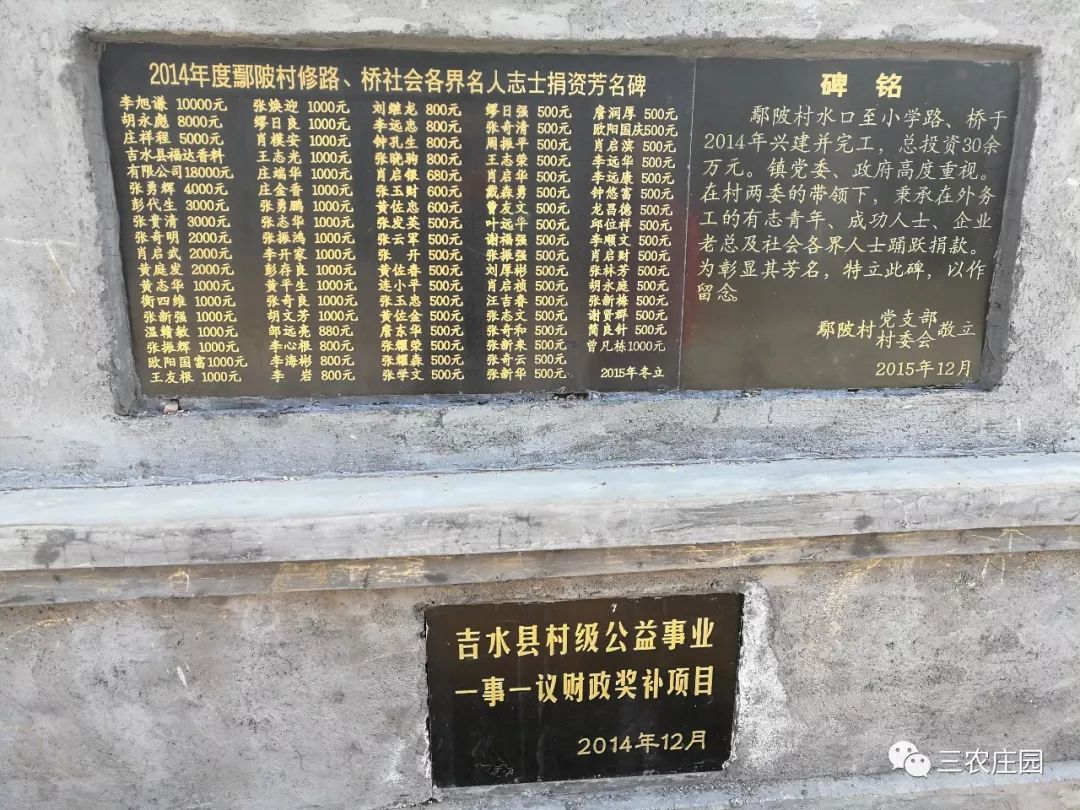 2014年度鄢陂村修路、桥社会各界名人志士捐资芳名碑
李旭谦 10000元
胡永彪 8000元
庄祥程 5000元
吉水县福达香料
有限公司18000元
张勇辉 4000元
彭代生 3000元
张贵清 3000元
张奇明 2000元
肖启武 2000元
黄庭发 2000元
黄志华 1000元
衡四维 1000元
张新强 1000元
温赣敏 1000元
张振辉 1000元
欧阳国富1000元
王友根 1000元
张焕迎 1000元
缪日良 1000元
肖模安 1000元
王志光 1000元
庄端华 1000元
庄金香 1000元
张勇鹏 1000元
张志华 1000元
张振鸿 1000元
李开家 1000元
彭存良 1000元
黄平生 1000元
张奇良 1000元
胡文芳 1000元
邹远亮 880元
李心根 800元
李海彬 800元
李 岩 800元
刘继龙 800元
李远忠 800元
钟孔生 800元
张晓驹 800元
肖启银 680元
张玉财 600元
黄佐忠 600元
张发英 500元
张云军 500元
张 开 500元
黄佐春 500元
连小平 500元
张玉忠 500元
黄佐金 500元
詹东华 500元
张耀荣 500元
张耀森 500元
张学文 500元
缪日强 500元
张奇清 500元
周振平 500元
王志荣 500元
肖启华 500元
戴森勇 500元
曹友文 500元
叶远华 500元
谢福强 500元
张振强 500元
刘厚彬 500元
肖启祯 500元
汪吉春 500元
张志文 500元
张奇和 500元
张新来 500元
张奇云 500元
张新华 500元
詹润厚 500元
欧阳国庆500元
肖启滨 500元
李远华 500元
李远康 500元
钟悠富 500元
龙昌德 500元
邱位祥 500元
李顺文 500元
肖启财 500元
张林芳 500元
胡永庭 500元
张新梅 500元
谢贤群 500元
简良针 500元
曾凡栋1000元
2015年冬立
碑 铭
鄢陂村水口至小学路、桥于
2014年兴建并完工，总投资30余
万元。镇党委、政府高度重视。
在村两委的带领下，秉承在外务
工的有志青年、成功人士、企业
老总及社会各界人士踊跃捐款。
为彰显其芳名，特立此碑，以作
留念。
鄢陂村党支部
村委会敬立
2015年12月
吉水县村级公益事业
一事一议财政奖补项目
2014年12月
三农庄园